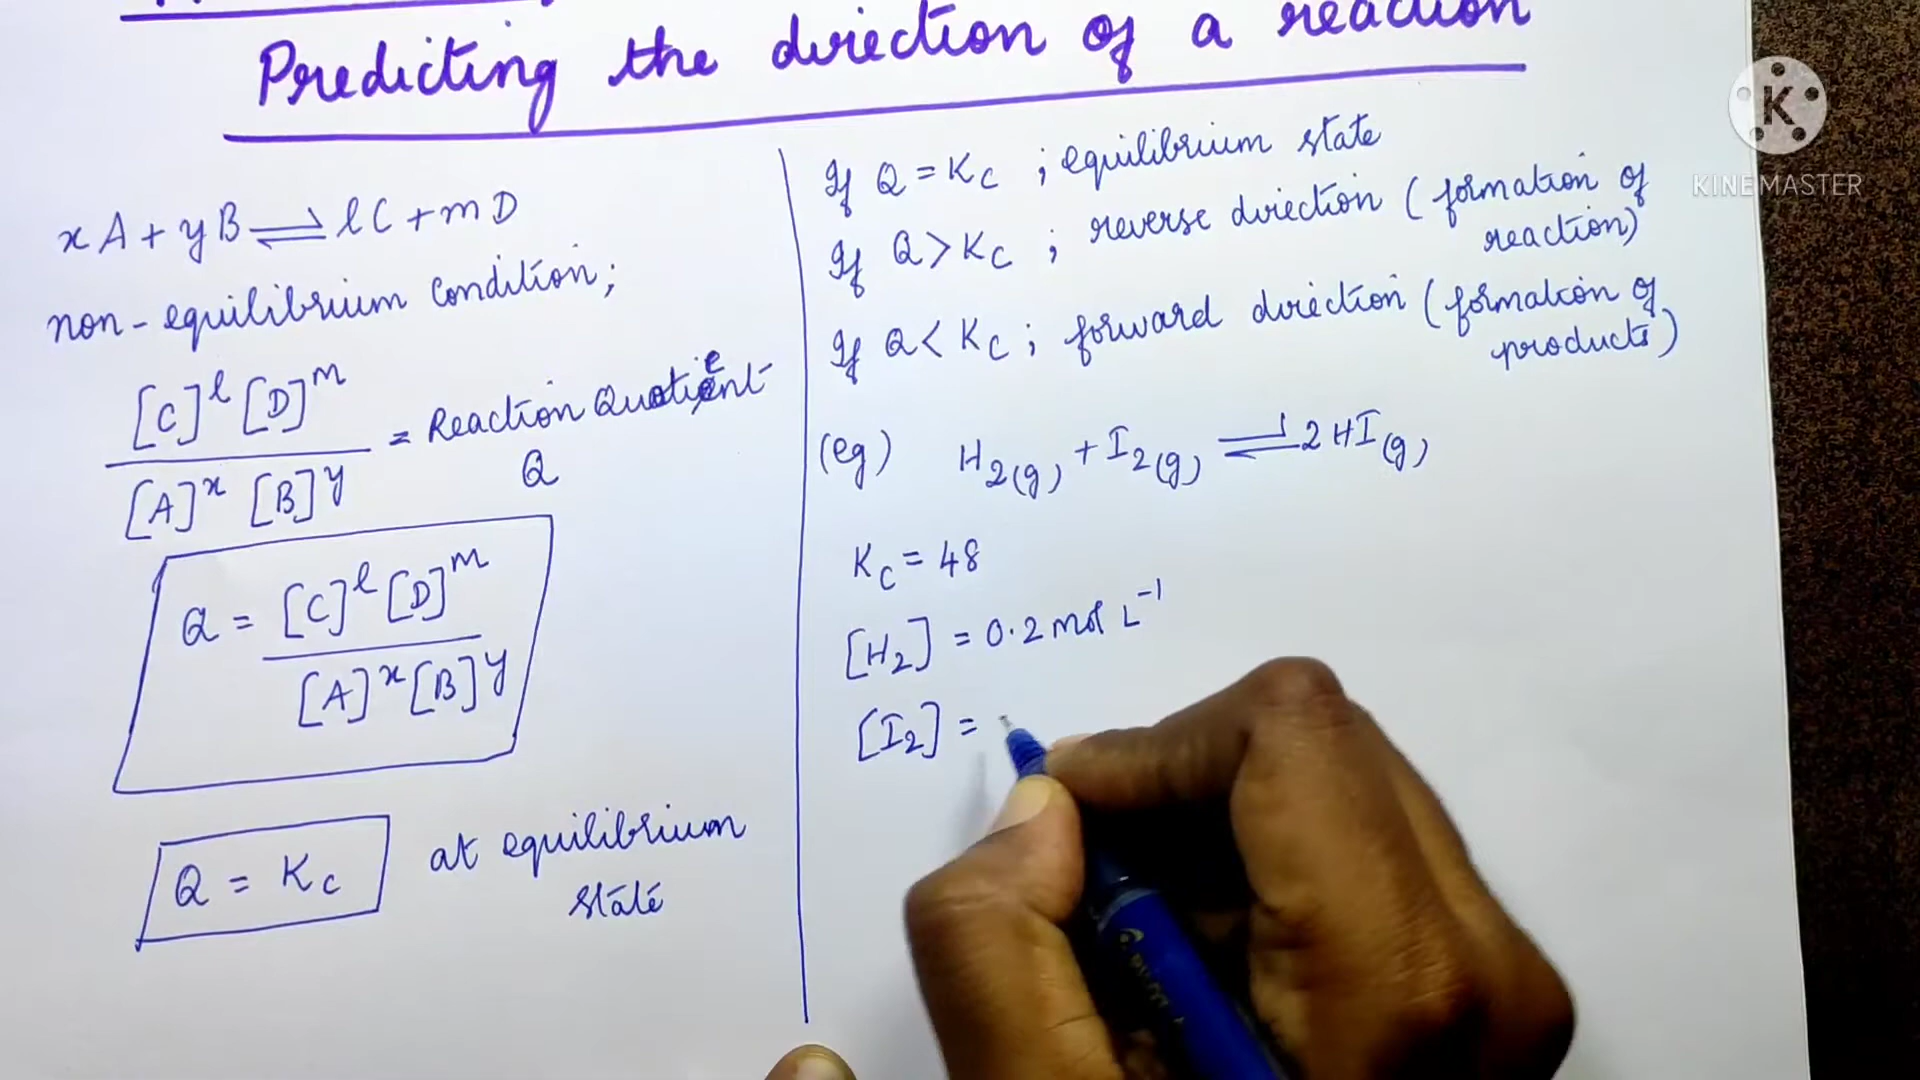 Predicting the direction of a reaction
xA + yB ⇌ lC + mD
non-equilibrium condition;
[C]^l [D]^m
= Reaction Quotient
[A]^x [B]^y
Q
Q = [C]^l [D]^m
[A]^x [B]^y
Q = Kc at equilibrium
state
If Q = Kc ; equilibrium state
If Q > Kc ; reverse direction (formation of
reaction)
If Q < Kc ; forward direction (formation of
products)
(eg) H2(g) + I2(g) ⇌ 2HI(g)
Kc = 48
[H2] = 0.2 mol L^-1
[I2] =
K
KINEMASTER